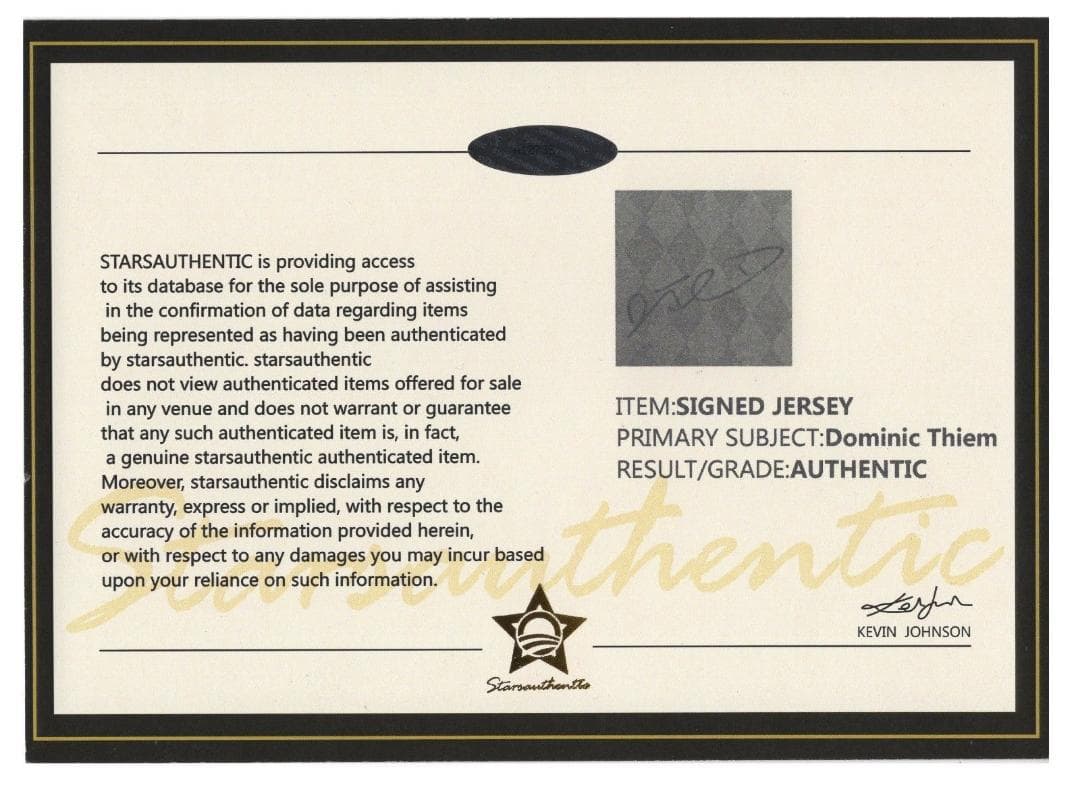 STARSAUTHENTIC is providing access
to its database for the sole purpose of assisting
in the confirmation of data regarding items
being represented as having been authenticated
by starsauthentic. starsauthentic
does not view authenticated items offered for sale
in any venue and does not warrant or guarantee
that any such authenticated item is, in fact,
a genuine starsauthentic authenticated item.
Moreover, starsauthentic disclaims any
warranty, express or implied, with respect to the
accuracy of the information provided herein,
or with respect to any damages you may incur based
upon your reliance on such information.
ITEM:SIGNED JERSEY
PRIMARY SUBJECT:Dominic Thiem
RESULT/GRADE:AUTHENTIC
Starsauthentic
KEVIN JOHNSON
Starsauthentic